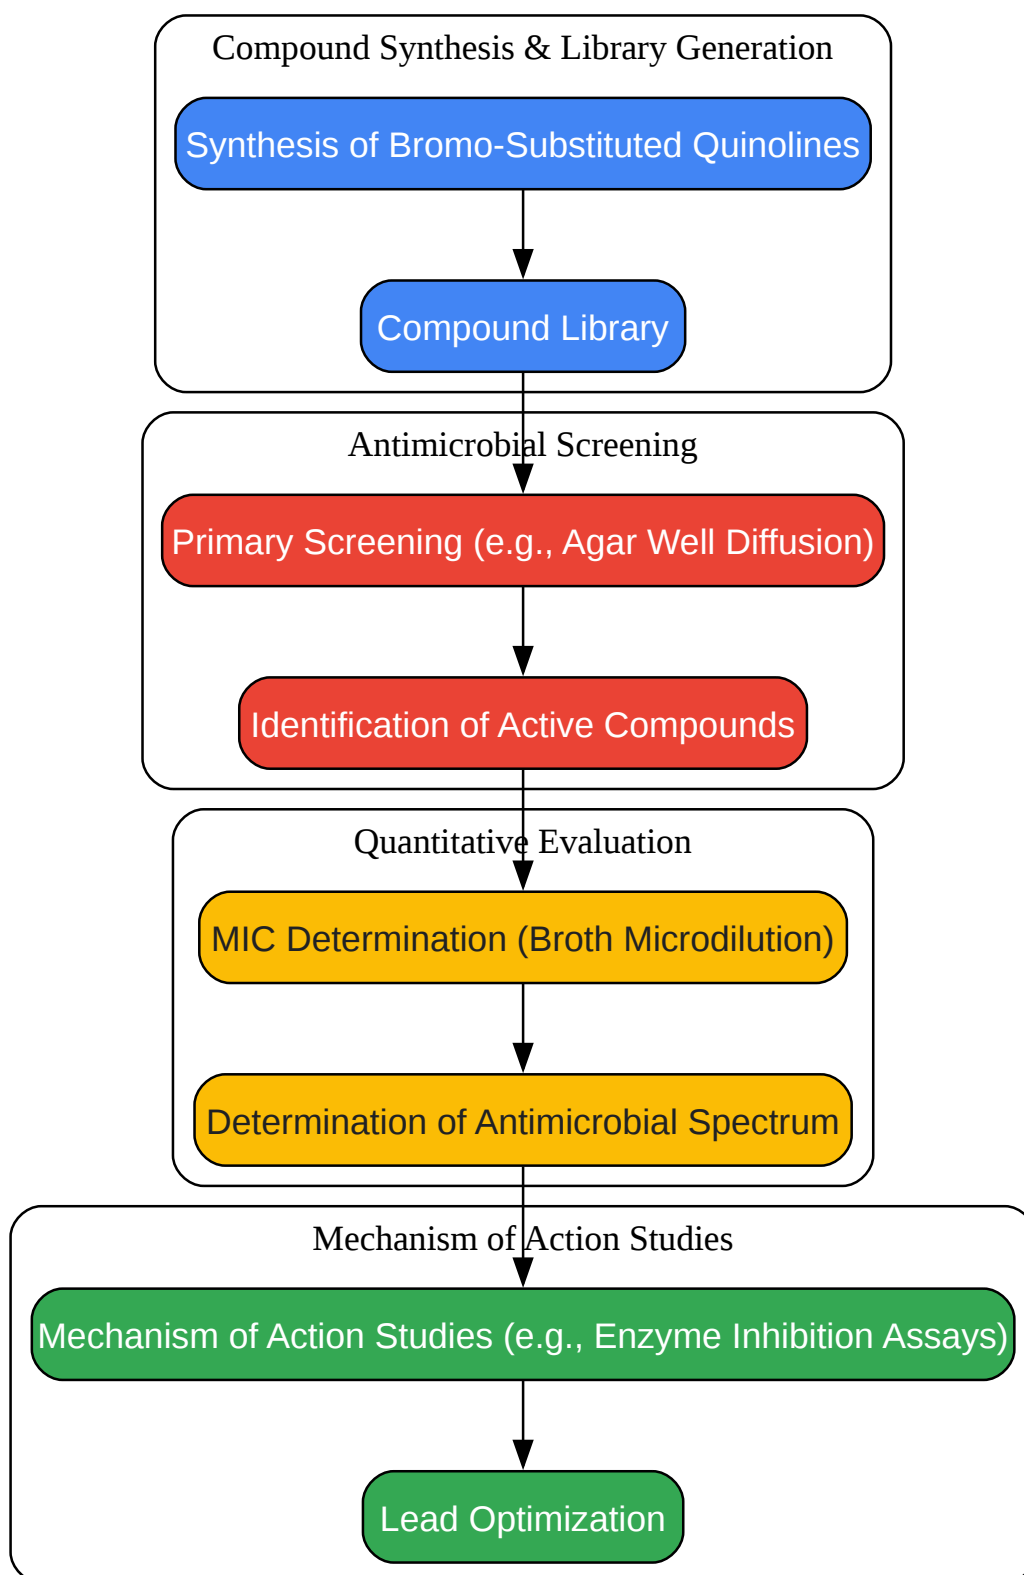 Compound Synthesis & Library Generation
Synthesis of Bromo-Substituted Quinolines
Compound Library
Antimicrobial Screening
Primary Screening (e.g., Agar Well Diffusion)
Identification of Active Compounds
Quantitative Evaluation
MIC Determination (Broth Microdilution)
Determination of Antimicrobial Spectrum
Mechanism of Action Studies
Mechanism of Action Studies (e.g., Enzyme Inhibition Assays)
Lead Optimization